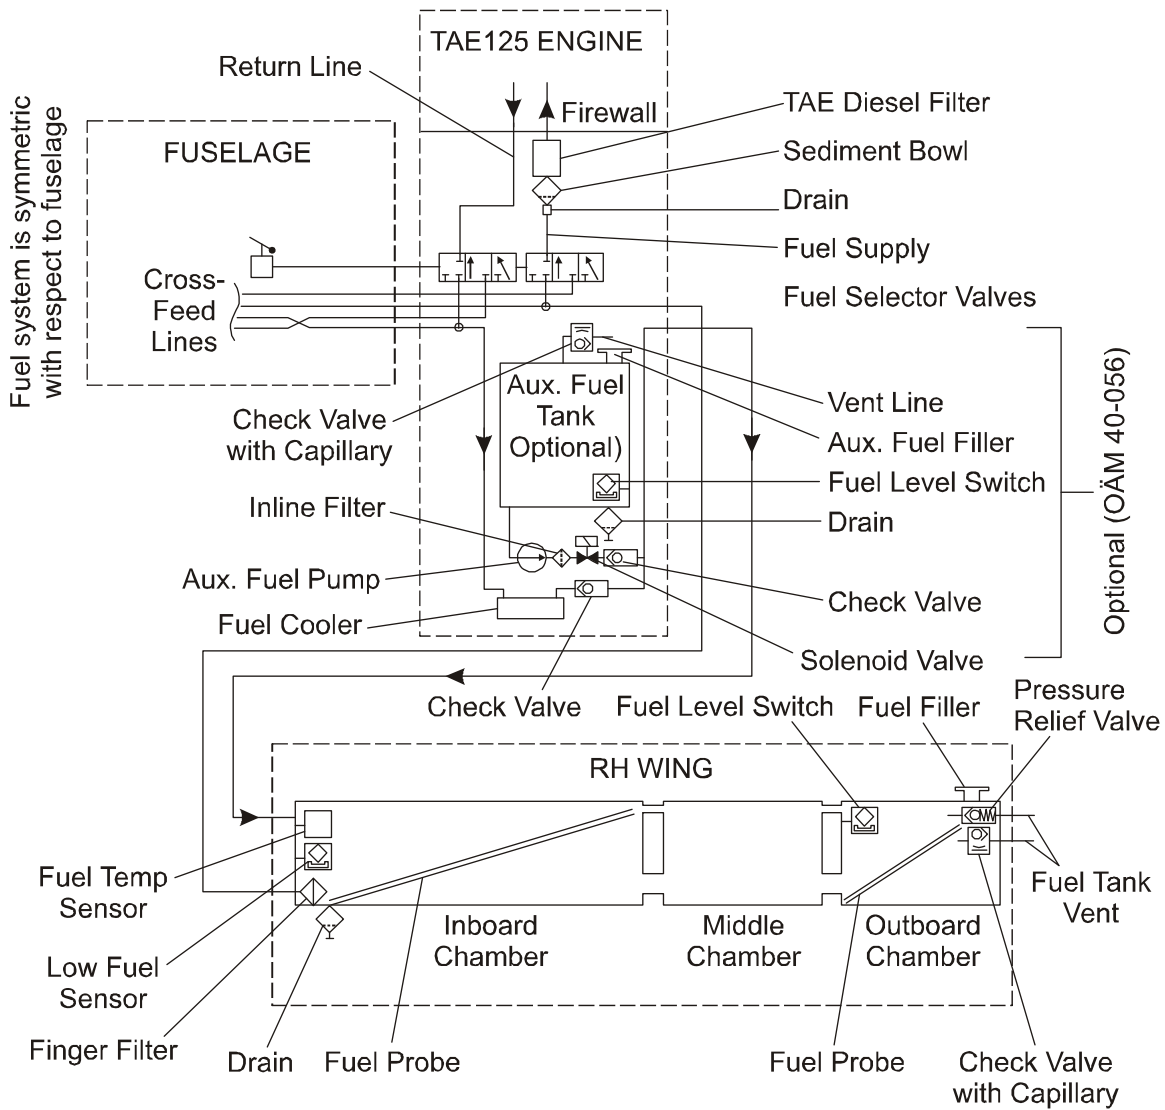 TAE125 ENGINE
Return Line
Firewall
TAE Diesel Filter
Sediment Bowl
Drain
Fuel Supply
Fuel Selector Valves
Fuel system is symmetric
with respect to fuselage
FUSELAGE
Cross-
Feed
Lines
Check Valve
with Capillary
Aux. Fuel
Tank
Optional)
Vent Line
Aux. Fuel Filler
Fuel Level Switch
Drain
Optional (OÄM 40-056)
Inline Filter
Aux. Fuel Pump
Fuel Cooler
Check Valve
Solenoid Valve
Check Valve
Fuel Level Switch
Fuel Filler
Pressure
Relief Valve
RH WING
Fuel Temp
Sensor
Low Fuel
Sensor
Finger Filter
Drain
Fuel Probe
Inboard
Chamber
Middle
Chamber
Outboard
Chamber
Fuel Tank
Vent
Fuel Probe
Check Valve
with Capillary